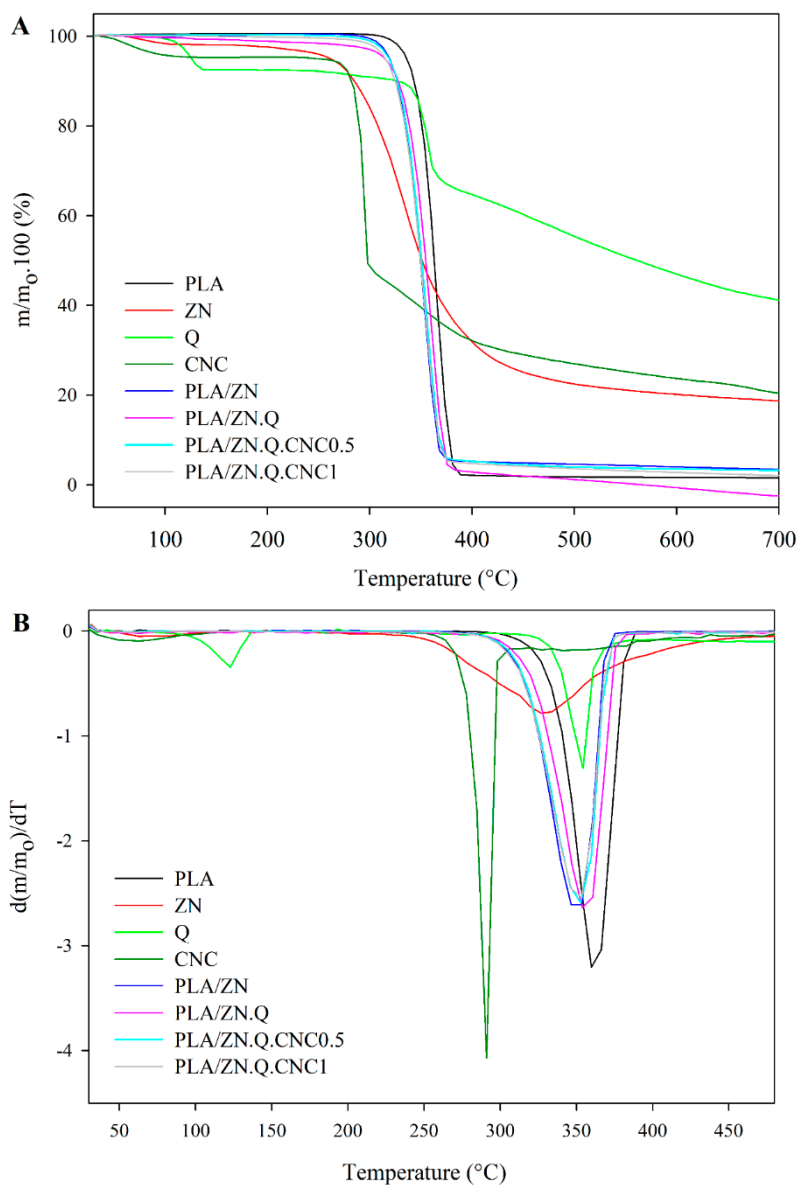 A
100
80
60
40
20
0
m/mo.100 (%)
PLA
ZN
Q
CNC
PLA/ZN
PLA/ZN.Q
PLA/ZN.Q.CNC0.5
PLA/ZN.Q.CNC1
100 200 300 400 500 600 700
Temperature (°C)
B
0
-1
-2
-3
-4
d(m/mo)/dT
PLA
ZN
Q
CNC
PLA/ZN
PLA/ZN.Q
PLA/ZN.Q.CNC0.5
PLA/ZN.Q.CNC1
50 100 150 200 250 300 350 400 450
Temperature (°C)